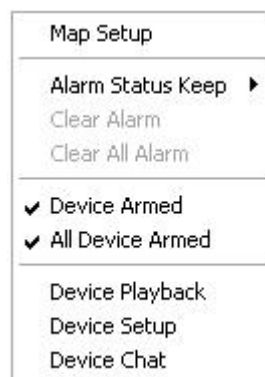 Map Setup
Alarm Status Keep
Clear Alarm
Clear All Alarm
Device Armed
All Device Armed
Device Playback
Device Setup
Device Chat